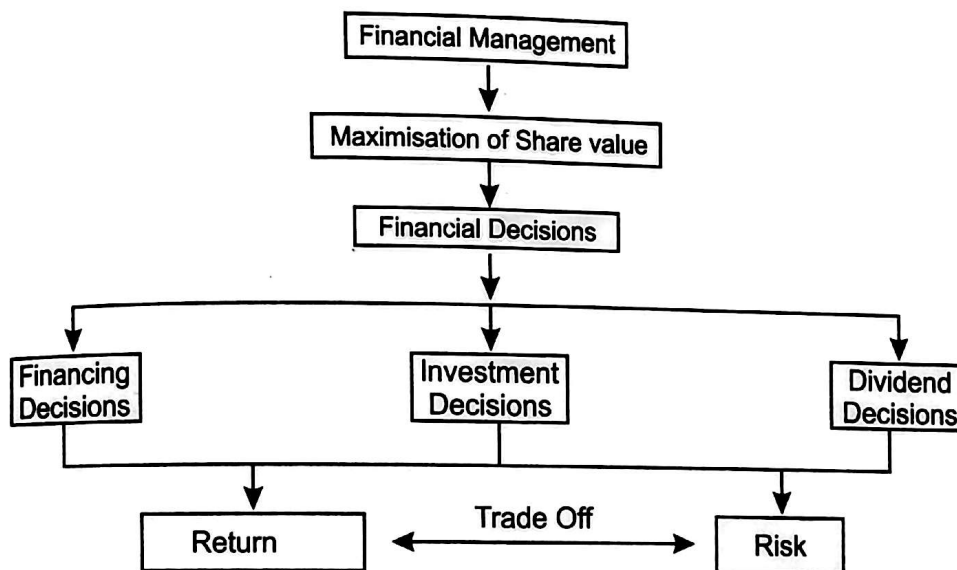 Financial Management
Maximisation of Share value
Financial Decisions
Financing
Decisions
Investment
Decisions
Dividend
Decisions
Trade Off
Return
Risk